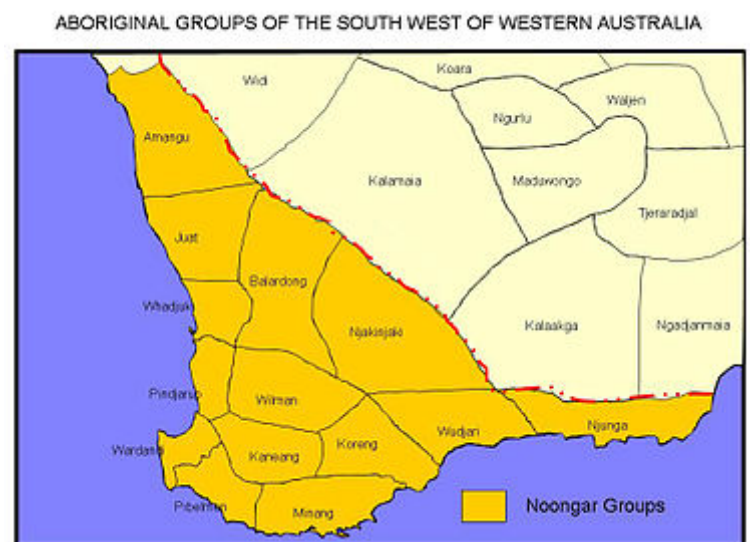 ABORIGINAL GROUPS OF THE SOUTH WEST OF WESTERN AUSTRALIA
Koara
Widi
Waljen
Ngurlu
Amangu
Kalamaia
Maduwongo
Tjeraradjal
Juat
Balardong
Whadjuk
Njakinjaki
Kalaakga
Ngadjanmaia
Pindjarup
Wilman
Wudjari
Njunga
Wardandi
Kaneang
Koreng
Pibelmen
Minang
Noongar Groups